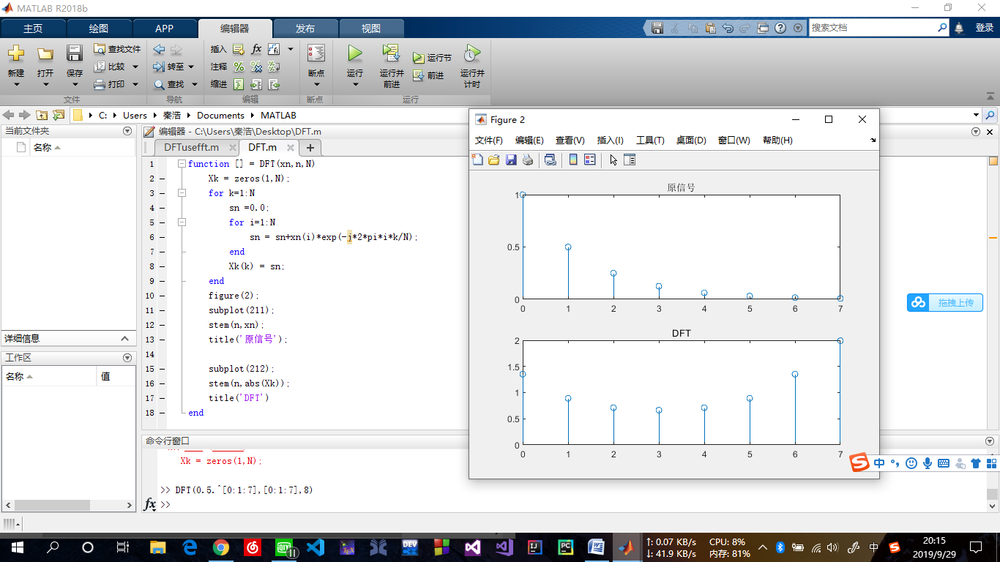 MATLAB R2018b
主页 绘图 APP 编辑器 发布 视图
搜索文档 登录
新建 打开 保存 查找文件 比较 打印 转至 查找 插入 注释 缩进 断点 运行 运行并前进 运行节 前进 运行并计时
文件 导航 编辑 断点 运行
C: Users 秦浩 Documents MATLAB
当前文件夹
名称
详细信息
工作区
名称 值
编辑器 - C:\Users\秦浩\Desktop\DFT.m
DFTusefft.m DFT.m
1 function [] = DFT(xn,n,N)
2 Xk = zeros(1,N);
3 for k=1:N
4 sn =0.0;
5 for i=1:N
6 sn = sn+xn(i)*exp(-j*2*pi*i*k/N);
7 end
8 Xk(k) = sn;
9 end
10 figure(2);
11 subplot(211);
12 stem(n,xn);
13 title('原信号');
14
15 subplot(212);
16 stem(n,abs(Xk));
17 title('DFT')
18 end
命令行窗口
Xk = zeros(1,N);
>> DFT(0.5.^[0:1:7],[0:1:7],8)
fx >>
Figure 2
文件(F) 编辑(E) 查看(V) 插入(I) 工具(T) 桌面(D) 窗口(W) 帮助(H)
原信号
1
0.5
0
0 1 2 3 4 5 6 7
DFT
2
1.5
1
0.5
0
0 1 2 3 4 5 6 7
拖拽上传
中
↑: 0.07 KB/s CPU: 8%
↓: 41.9 KB/s 内存: 81%
中
20:15
2019/9/29